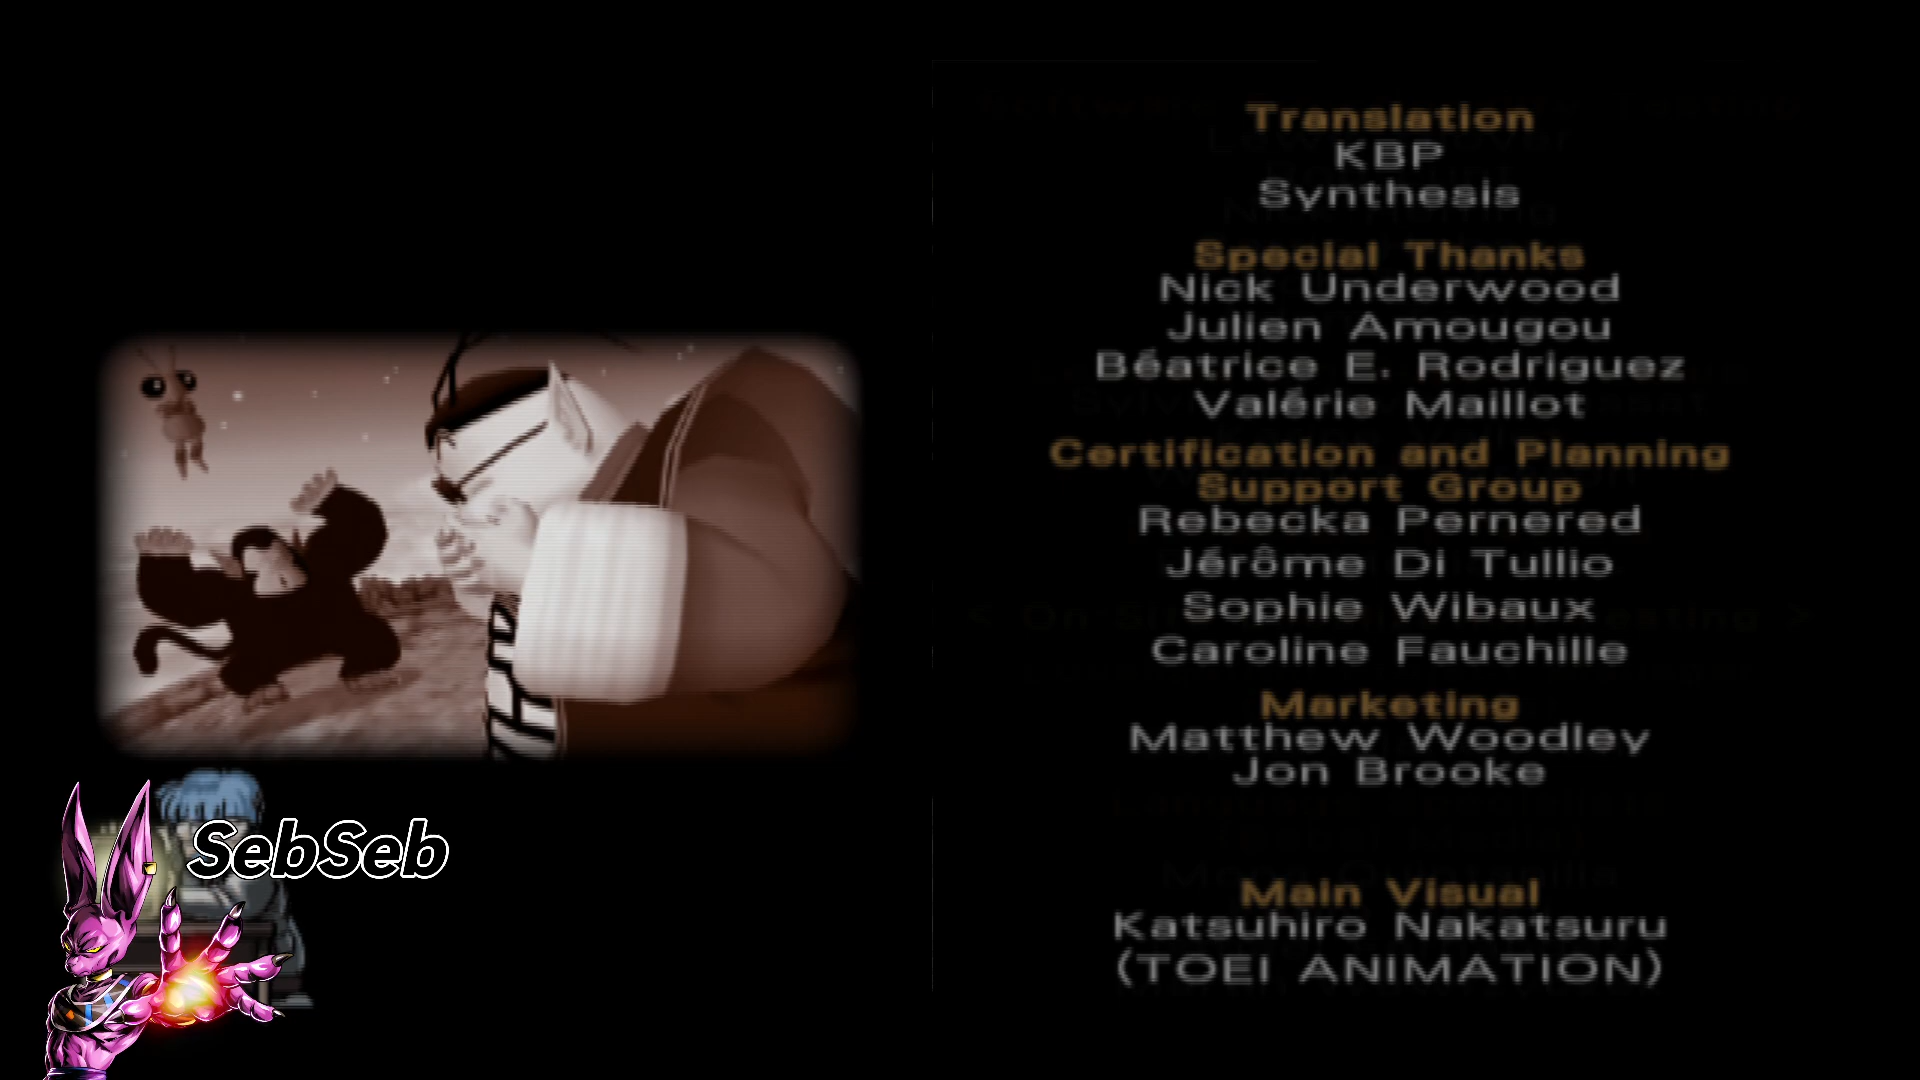 Translation
KBP
Synthesis
Special Thanks
Nick Underwood
Julien Amougou
Béatrice E. Rodriguez
Valérie Maillot
Certification and Planning
Support Group
Rebecka Pernered
Jérôme Di Tullio
Sophie Wibaux
Caroline Fauchille
Marketing
Matthew Woodley
Jon Brooke
Main Visual
Katsuhiro Nakatsuru
(TOEI ANIMATION)
SebSeb